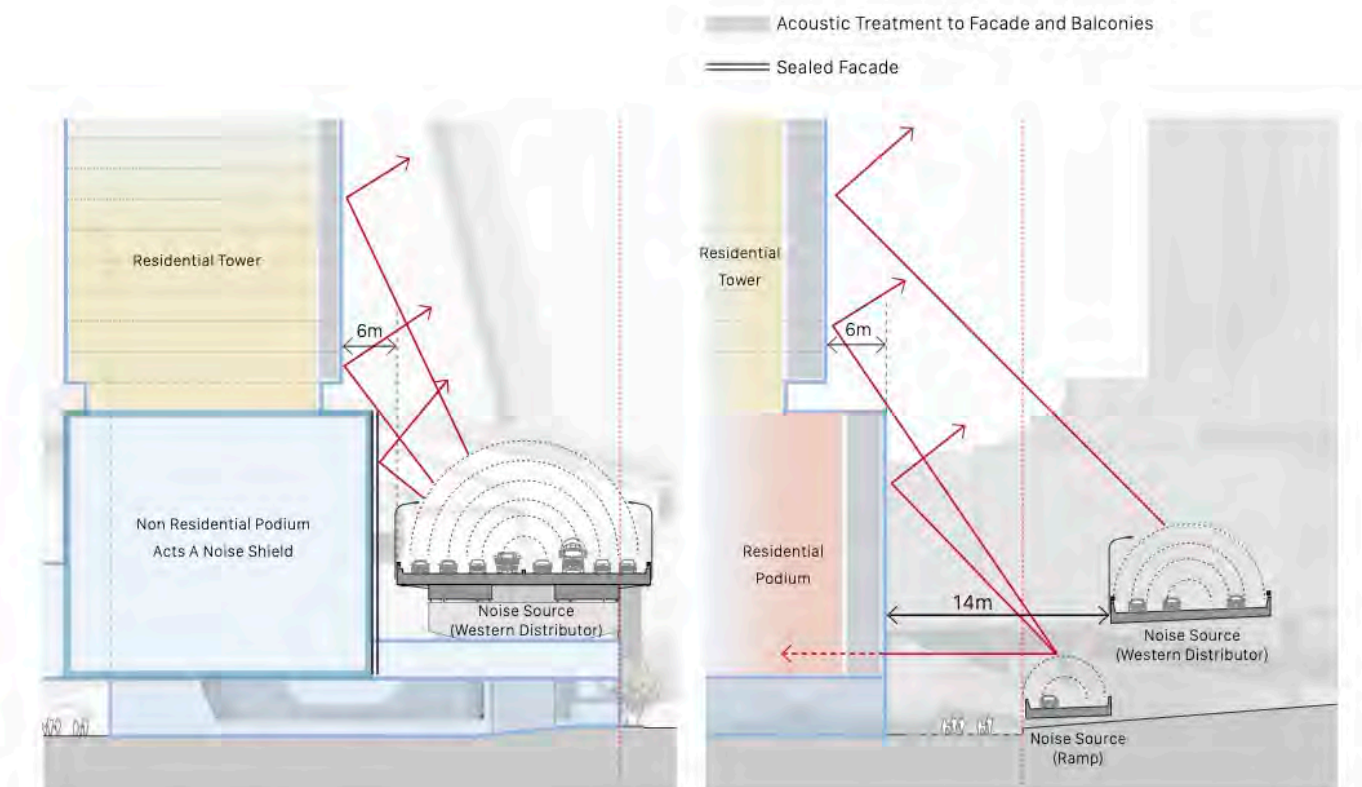 Acoustic Treatment to Facade and Balconies
Sealed Facade
Residential Tower
6m
Non Residential Podium
Acts A Noise Shield
Noise Source
(Western Distributor)
Residential
Tower
6m
Residential
Podium
14m
Noise Source
(Western Distributor)
Noise Source
(Ramp)